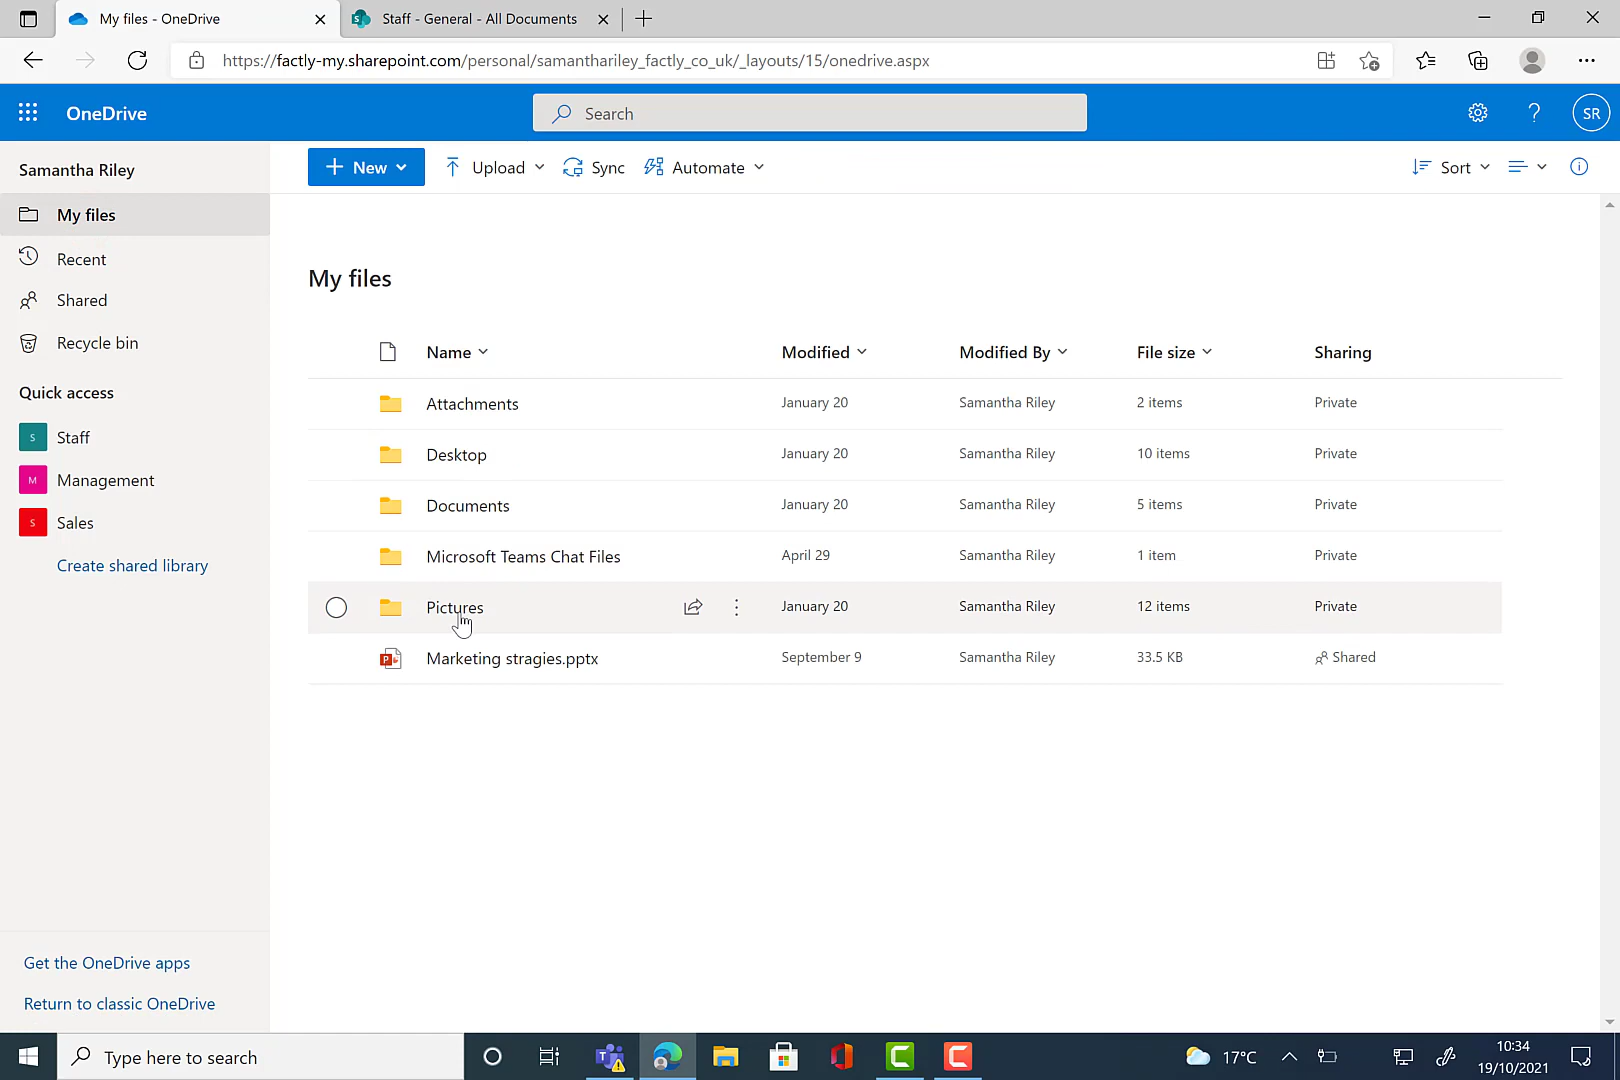 My files - OneDrive
Staff - General - All Documents
https://factly-my.sharepoint.com/personal/samanthariley_factly_co_uk/_layouts/15/onedrive.aspx
OneDrive
Search
?
SR
Samantha Riley
New
Upload
Sync
Automate
Sort
My files
Recent
Shared
Recycle bin
Quick access
S Staff
M Management
S Sales
Create shared library
Get the OneDrive apps
Return to classic OneDrive
My files
Name Modified Modified By File size Sharing
Attachments January 20 Samantha Riley 2 items Private
Desktop January 20 Samantha Riley 10 items Private
Documents January 20 Samantha Riley 5 items Private
Microsoft Teams Chat Files April 29 Samantha Riley 1 item Private
Pictures January 20 Samantha Riley 12 items Private
Marketing stragies.pptx September 9 Samantha Riley 33.5 KB Shared
Type here to search
17°C
10:34
19/10/2021